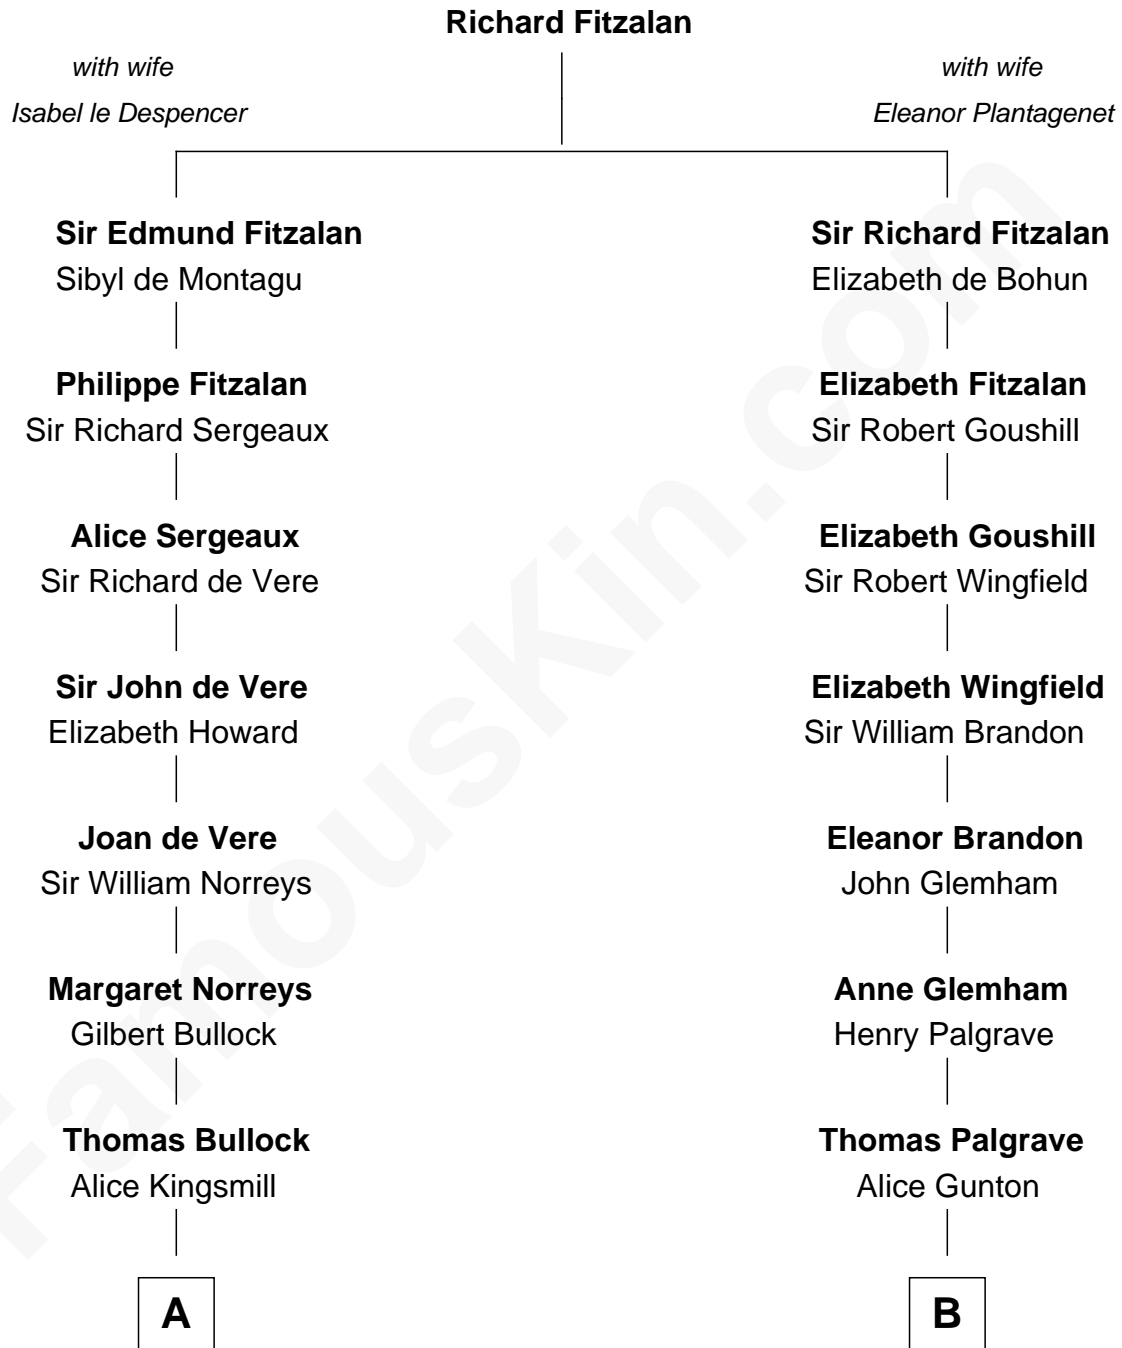 Richard Fitzalan
with wife
Isabel le Despencer
with wife
Eleanor Plantagenet
Sir Edmund Fitzalan
Sibyl de Montagu
Sir Richard Fitzalan
Elizabeth de Bohun
Philippe Fitzalan
Sir Richard Sergeaux
Elizabeth Fitzalan
Sir Robert Goushill
Alice Sergeaux
Sir Richard de Vere
Elizabeth Goushill
Sir Robert Wingfield
Sir John de Vere
Elizabeth Howard
Elizabeth Wingfield
Sir William Brandon
Joan de Vere
Sir William Norreys
Eleanor Brandon
John Glemham
Margaret Norreys
Gilbert Bullock
Anne Glemham
Henry Palgrave
Thomas Bullock
Alice Kingsmill
Thomas Palgrave
Alice Gunton
A
B
FamousKin.com